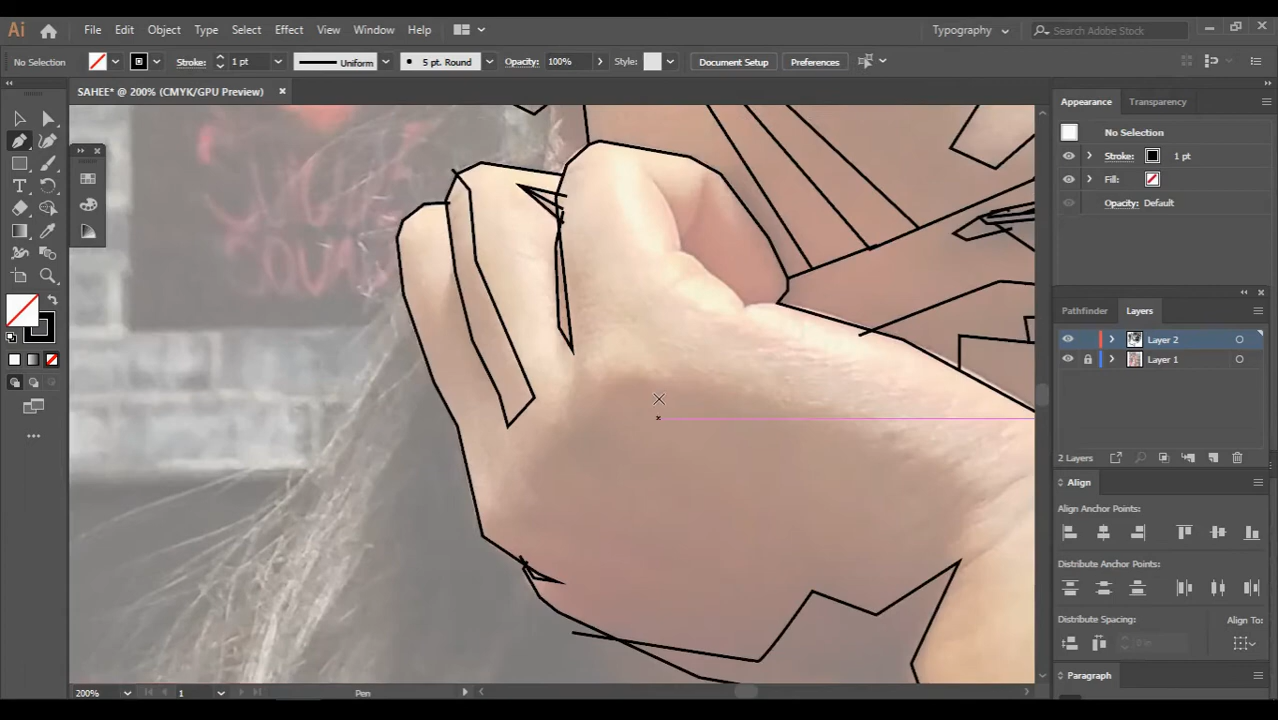 Ai File Edit Object Type Select Effect View Window Help Typography Search Adobe Stock
No Selection Stroke: 1 pt Uniform 5 pt. Round Opacity: 100% Style: Document Setup Preferences
SAHEE* @ 200% (CMYK/GPU Preview)
Appearance Transparency
No Selection
Stroke: 1 pt
Fill:
Opacity: Default
Pathfinder Layers
Layer 2
Layer 1
2 Layers
Align
Align Anchor Points:
Distribute Anchor Points:
Distribute Spacing: Align To:
Paragraph
200% 1 Pen